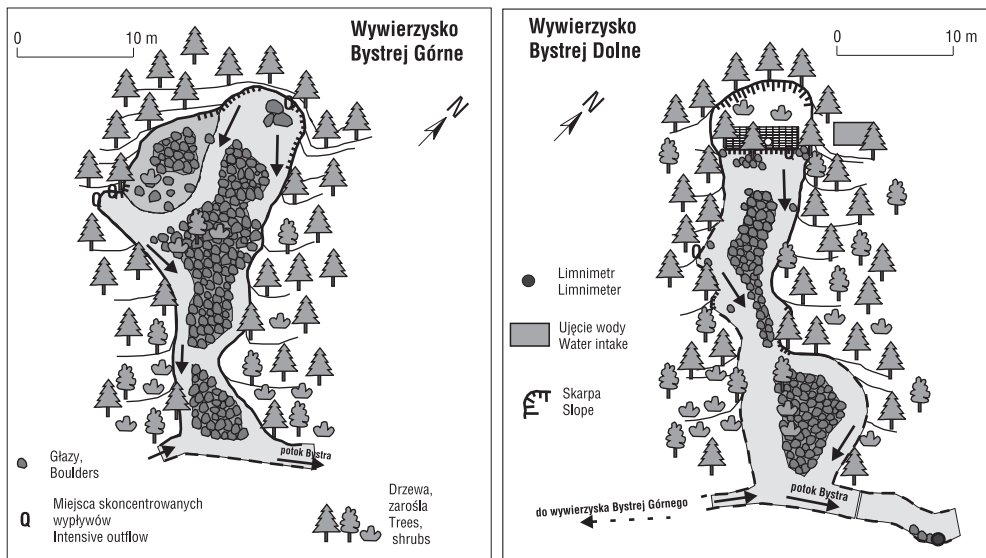 0
10 m
Wywierzysko
Bystrej Górne
N
Q
Q
Q
potok Bystra
Głazy,
Boulders
Q
Miejsca skoncentrowanych
wypływów
Intensive outflow
Drzewa,
zarośla
Trees,
shrubs
Wywierzysko
Bystrej Dolne
0
10 m
N
Q
Q
Limnimetr
Limnimeter
Ujęcie wody
Water intake
Skarpa
Slope
potok Bystra
do wywierzyska Bystrej Górnego